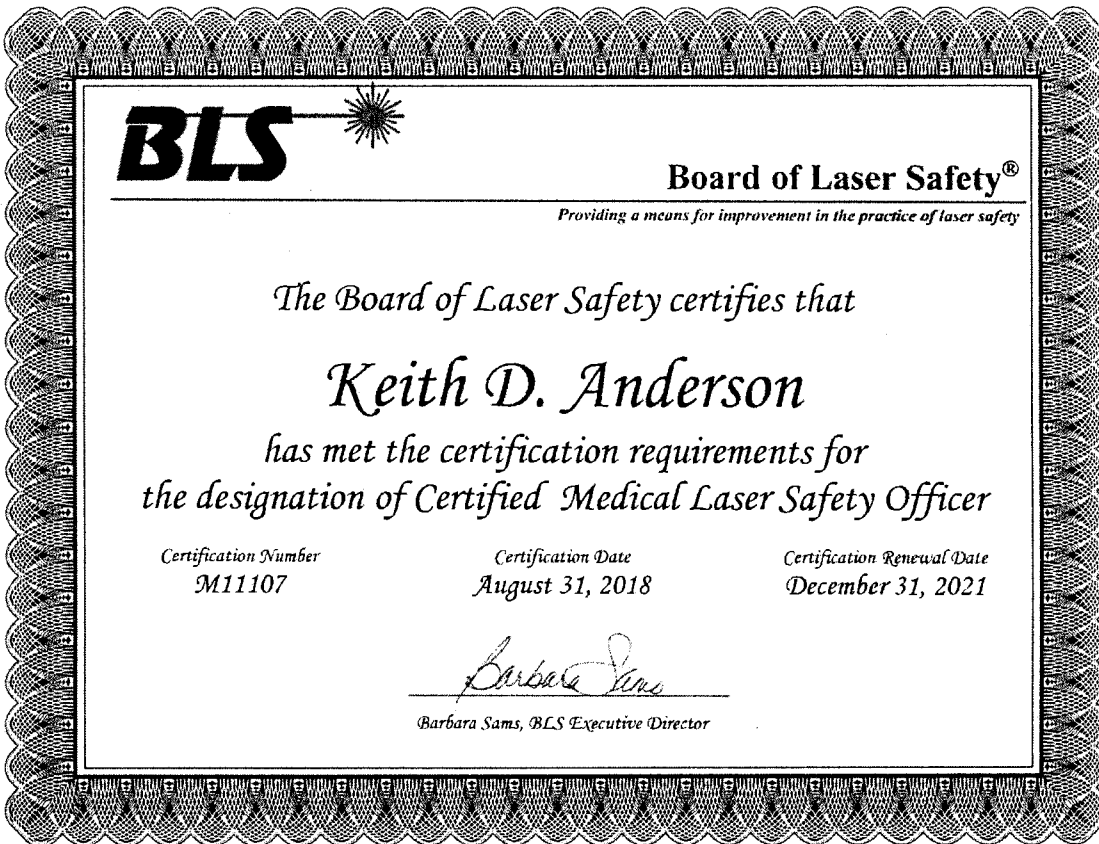 BLS
Board of Laser Safety®
Providing a means for improvement in the practice of laser safety
The Board of Laser Safety certifies that
Keith D. Anderson
has met the certification requirements for
the designation of Certified Medical Laser Safety Officer
Certification Number
M11107
Certification Date
August 31, 2018
Certification Renewal Date
December 31, 2021
Barbara Sams
Barbara Sams, BLS Executive Director